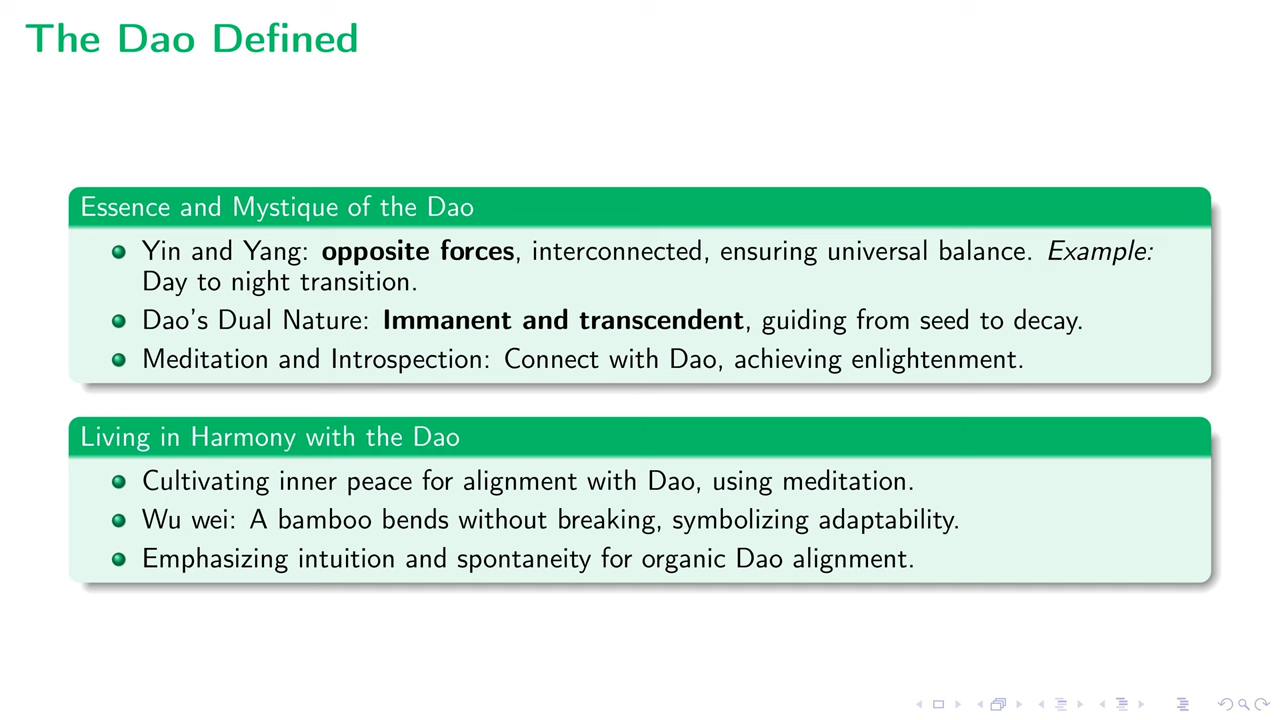 The Dao Defined
Essence and Mystique of the Dao
Yin and Yang: opposite forces, interconnected, ensuring universal balance. Example:
Day to night transition.
Dao's Dual Nature: Immanent and transcendent, guiding from seed to decay.
Meditation and Introspection: Connect with Dao, achieving enlightenment.
Living in Harmony with the Dao
Cultivating inner peace for alignment with Dao, using meditation.
Wu wei: A bamboo bends without breaking, symbolizing adaptability.
Emphasizing intuition and spontaneity for organic Dao alignment.